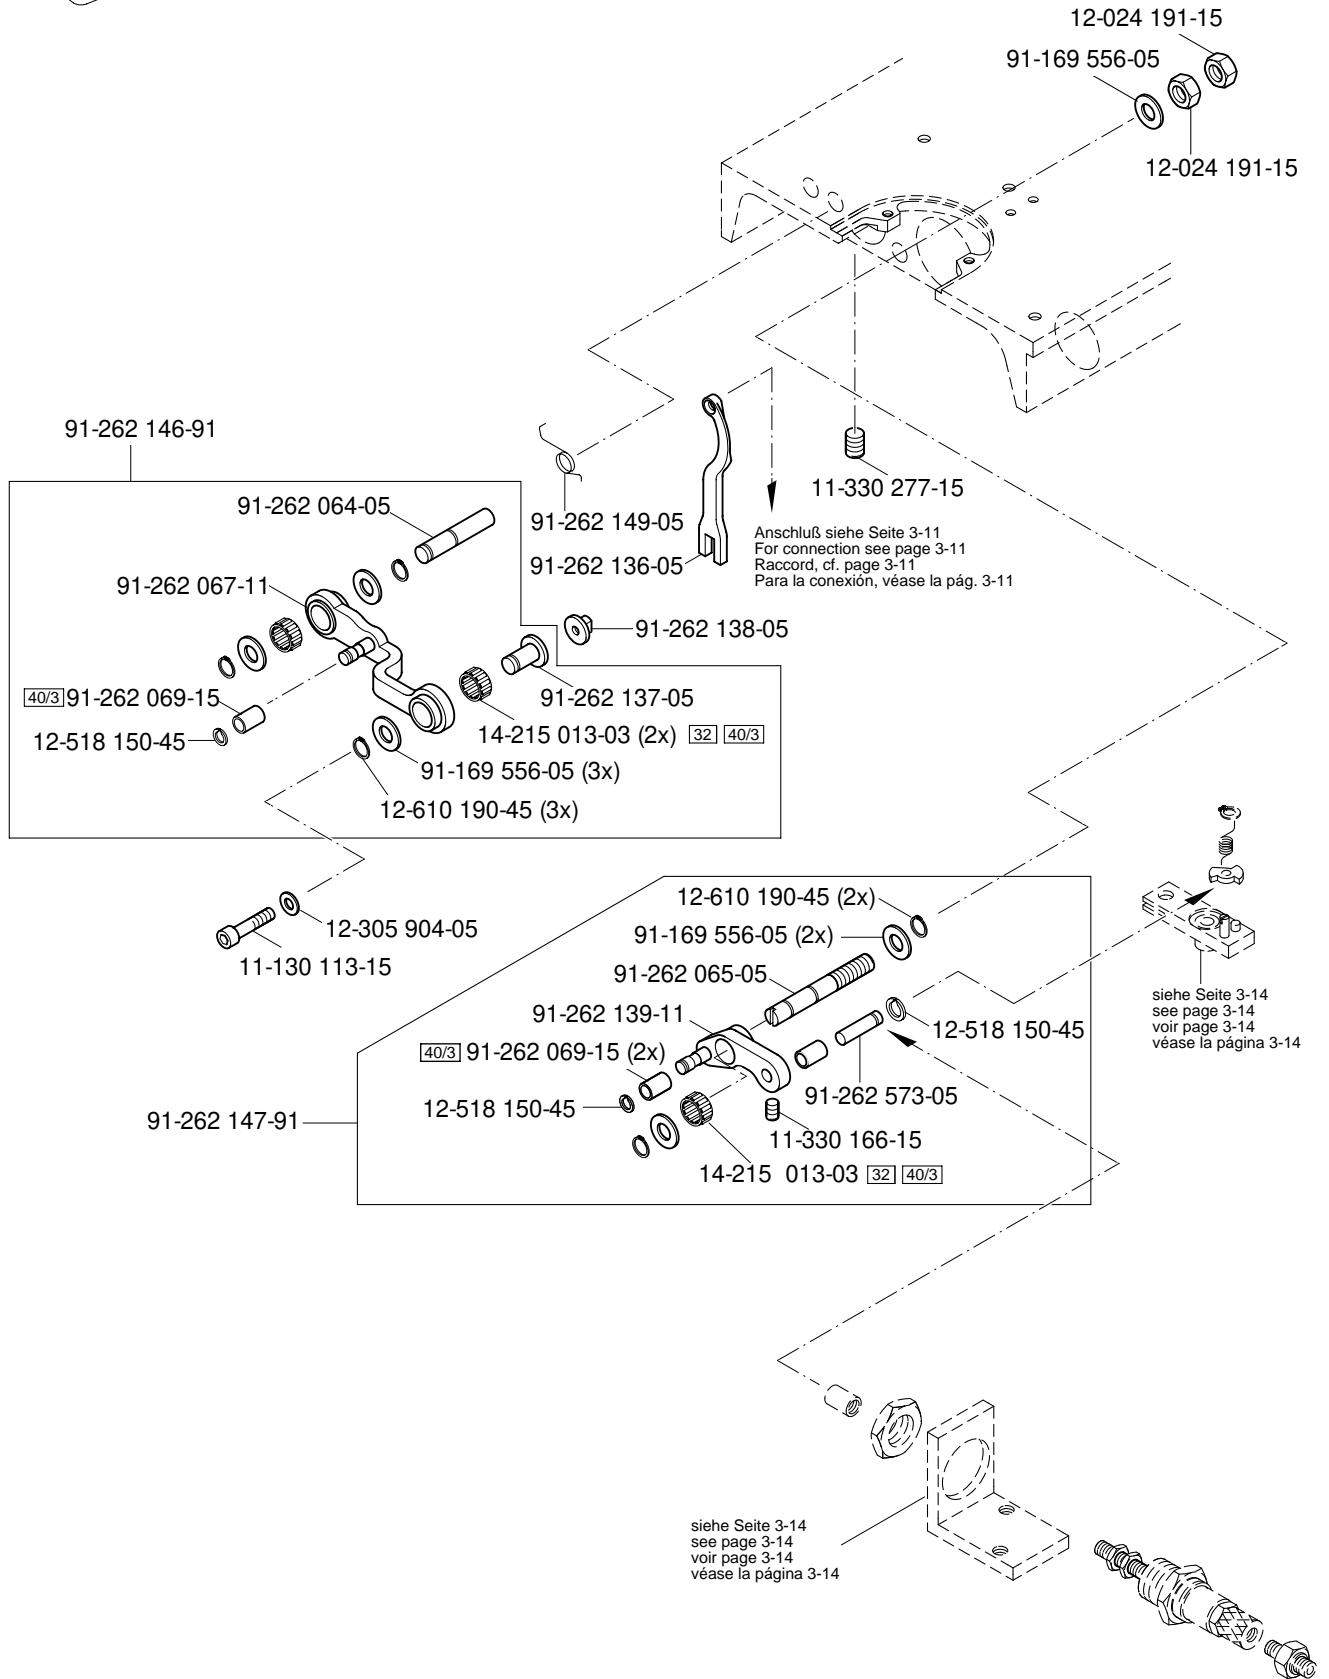 12-024 191-15
91-169 556-05
12-024 191-15
91-262 146-91
11-330 277-15
91-262 064-05
91-262 149-05
Anschluß siehe Seite 3-11
For connection see page 3-11
Raccord, cf. page 3-11
Para la conexión, véase la pág. 3-11
91-262 136-05
91-262 067-11
91-262 138-05
40/3 91-262 069-15
91-262 137-05
12-518 150-45
14-215 013-03 (2x) 32 40/3
91-169 556-05 (3x)
12-610 190-45 (3x)
12-305 904-05
11-130 113-15
12-610 190-45 (2x)
91-169 556-05 (2x)
91-262 065-05
siehe Seite 3-14
see page 3-14
voir page 3-14
véase la página 3-14
91-262 139-11
12-518 150-45
40/3 91-262 069-15 (2x)
91-262 573-05
12-518 150-45
91-262 147-91
11-330 166-15
14-215 013-03 32 40/3
siehe Seite 3-14
see page 3-14
voir page 3-14
véase la página 3-14